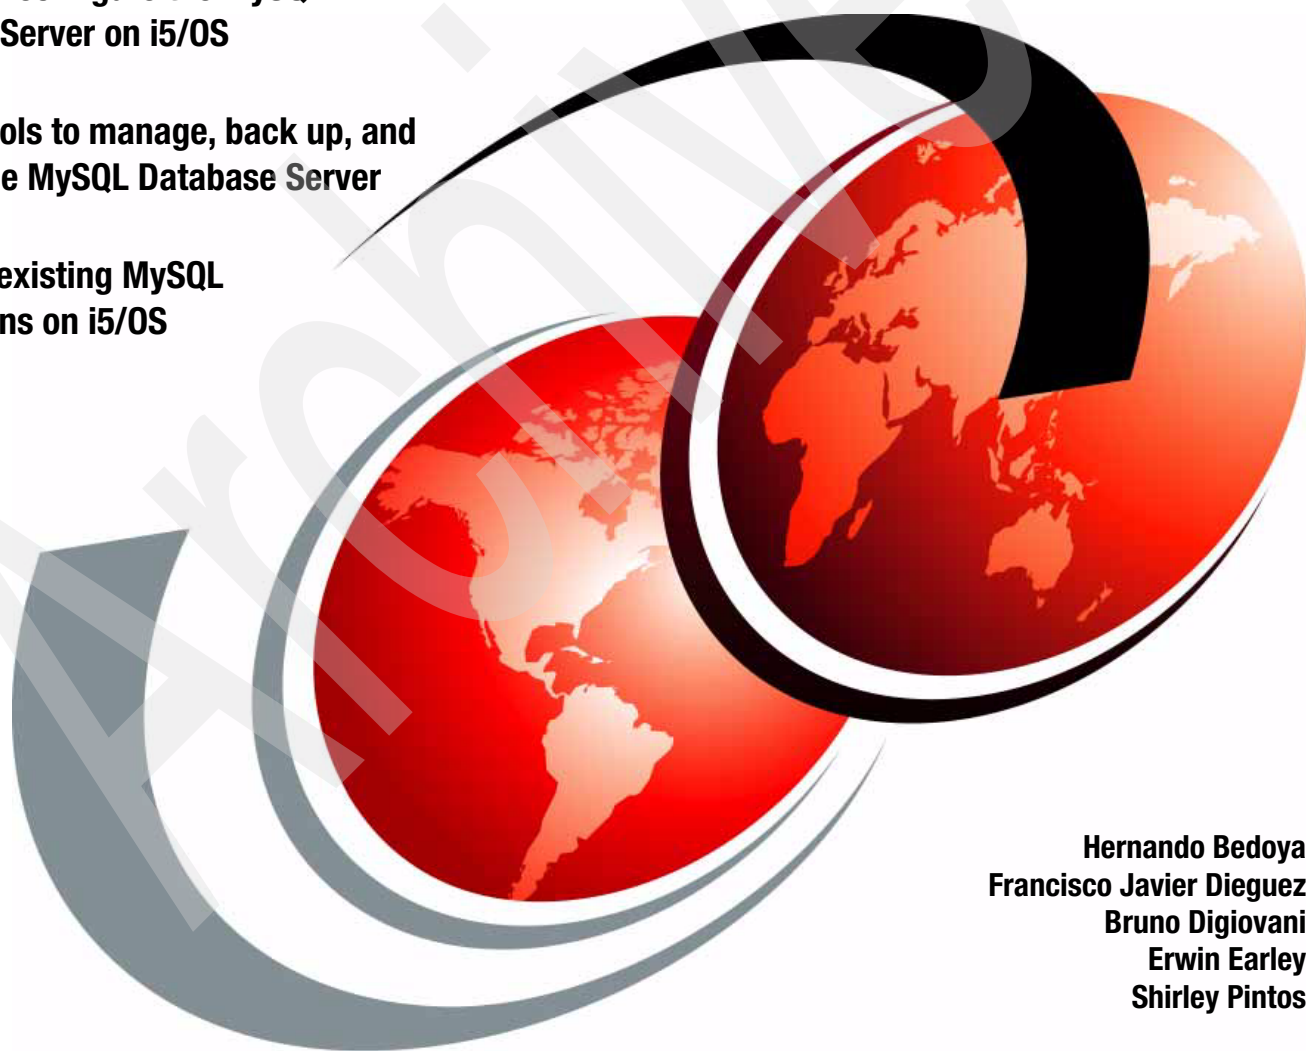 Server on i5/OS
ols to manage, back up, and
e MySQL Database Server
existing MySQL
ns on i5/OS
Hernando Bedoya
Francisco Javier Dieguez
Bruno Digiovani
Erwin Earley
Shirley Pintos